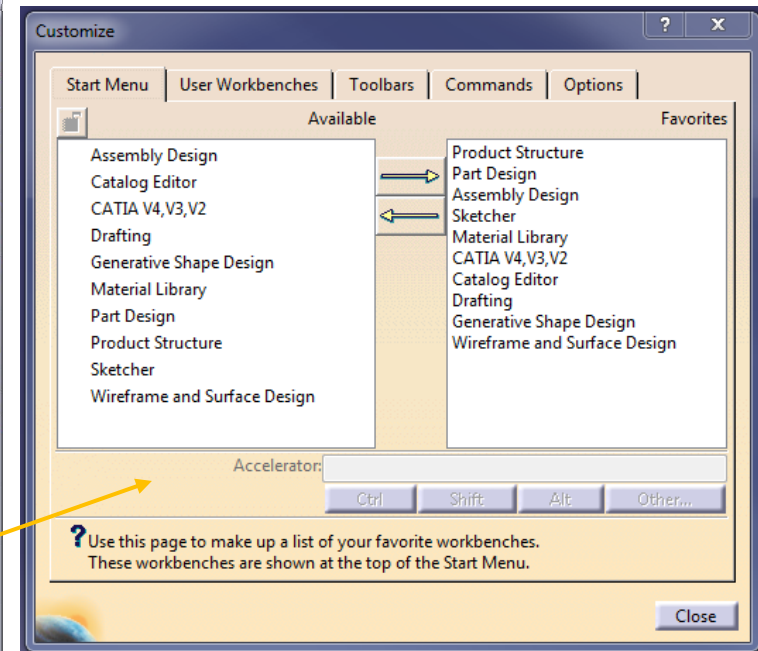 Customize
? X
Start Menu User Workbenches Toolbars Commands Options
Available Favorites
Assembly Design
Catalog Editor
CATIA V4,V3,V2
Drafting
Generative Shape Design
Material Library
Part Design
Product Structure
Sketcher
Wireframe and Surface Design
Product Structure
Part Design
Assembly Design
Sketcher
Material Library
CATIA V4,V3,V2
Catalog Editor
Drafting
Generative Shape Design
Wireframe and Surface Design
Accelerator:
Ctrl Shift Alt Other...
? Use this page to make up a list of your favorite workbenches.
These workbenches are shown at the top of the Start Menu.
Close